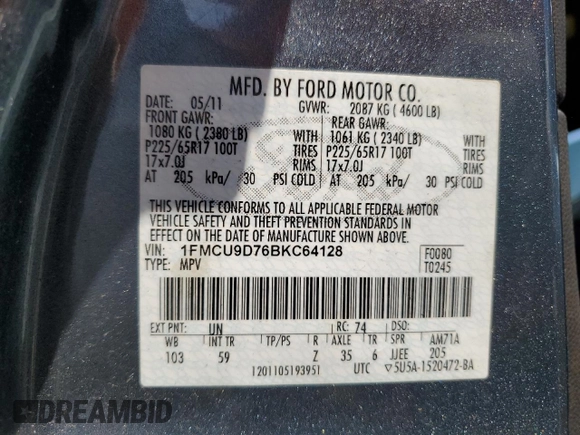 MFD. BY FORD MOTOR CO.
DATE: 05/11 GVWR: 2087 KG ( 4600 LB)
FRONT GAWR: REAR GAWR:
1080 KG ( 2380 LB) WITH 1061 KG ( 2340 LB) WITH
P225/65R17 100T TIRES P225/65R17 100T TIRES
17x7.0J RIMS 17x7.0J RIMS
AT 205 kPa/ 30 PSI COLD AT 205 kPa/ 30 PSI COLD
THIS VEHICLE CONFORMS TO ALL APPLICABLE FEDERAL MOTOR
VEHICLE SAFETY AND THEFT PREVENTION STANDARDS IN
EFFECT ON THE DATE OF MANUFACTURE SHOWN ABOVE.
VIN: 1FMCU9D76BKC64128 F0080
TYPE: MPV T0245
EXT PNT: UN RC: 74 DSO:
WB INT TR TP/PS R AXLE TR SPR AM71A
103 59 Z 35 6 JJEE 205
1201105193951 UTC ▽5U5A-1520472-BA
DREAMBID